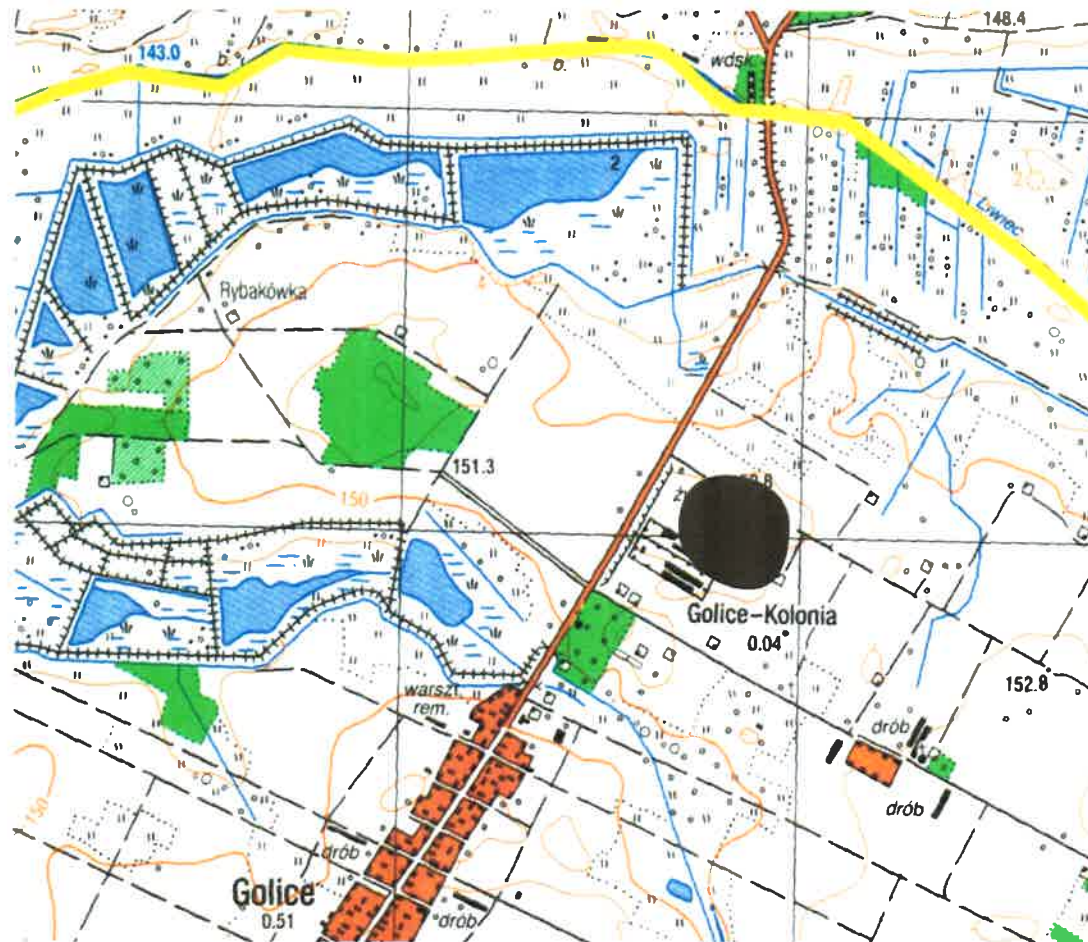 148.4
143.0
b.
b.
wdsk.
2
Liwiec
Rybakówka
151.3
150
Golice–Kolonia
0.04
152.8
warszt.
rem.
drób
drób
150
drób
Golice
0.51
drób